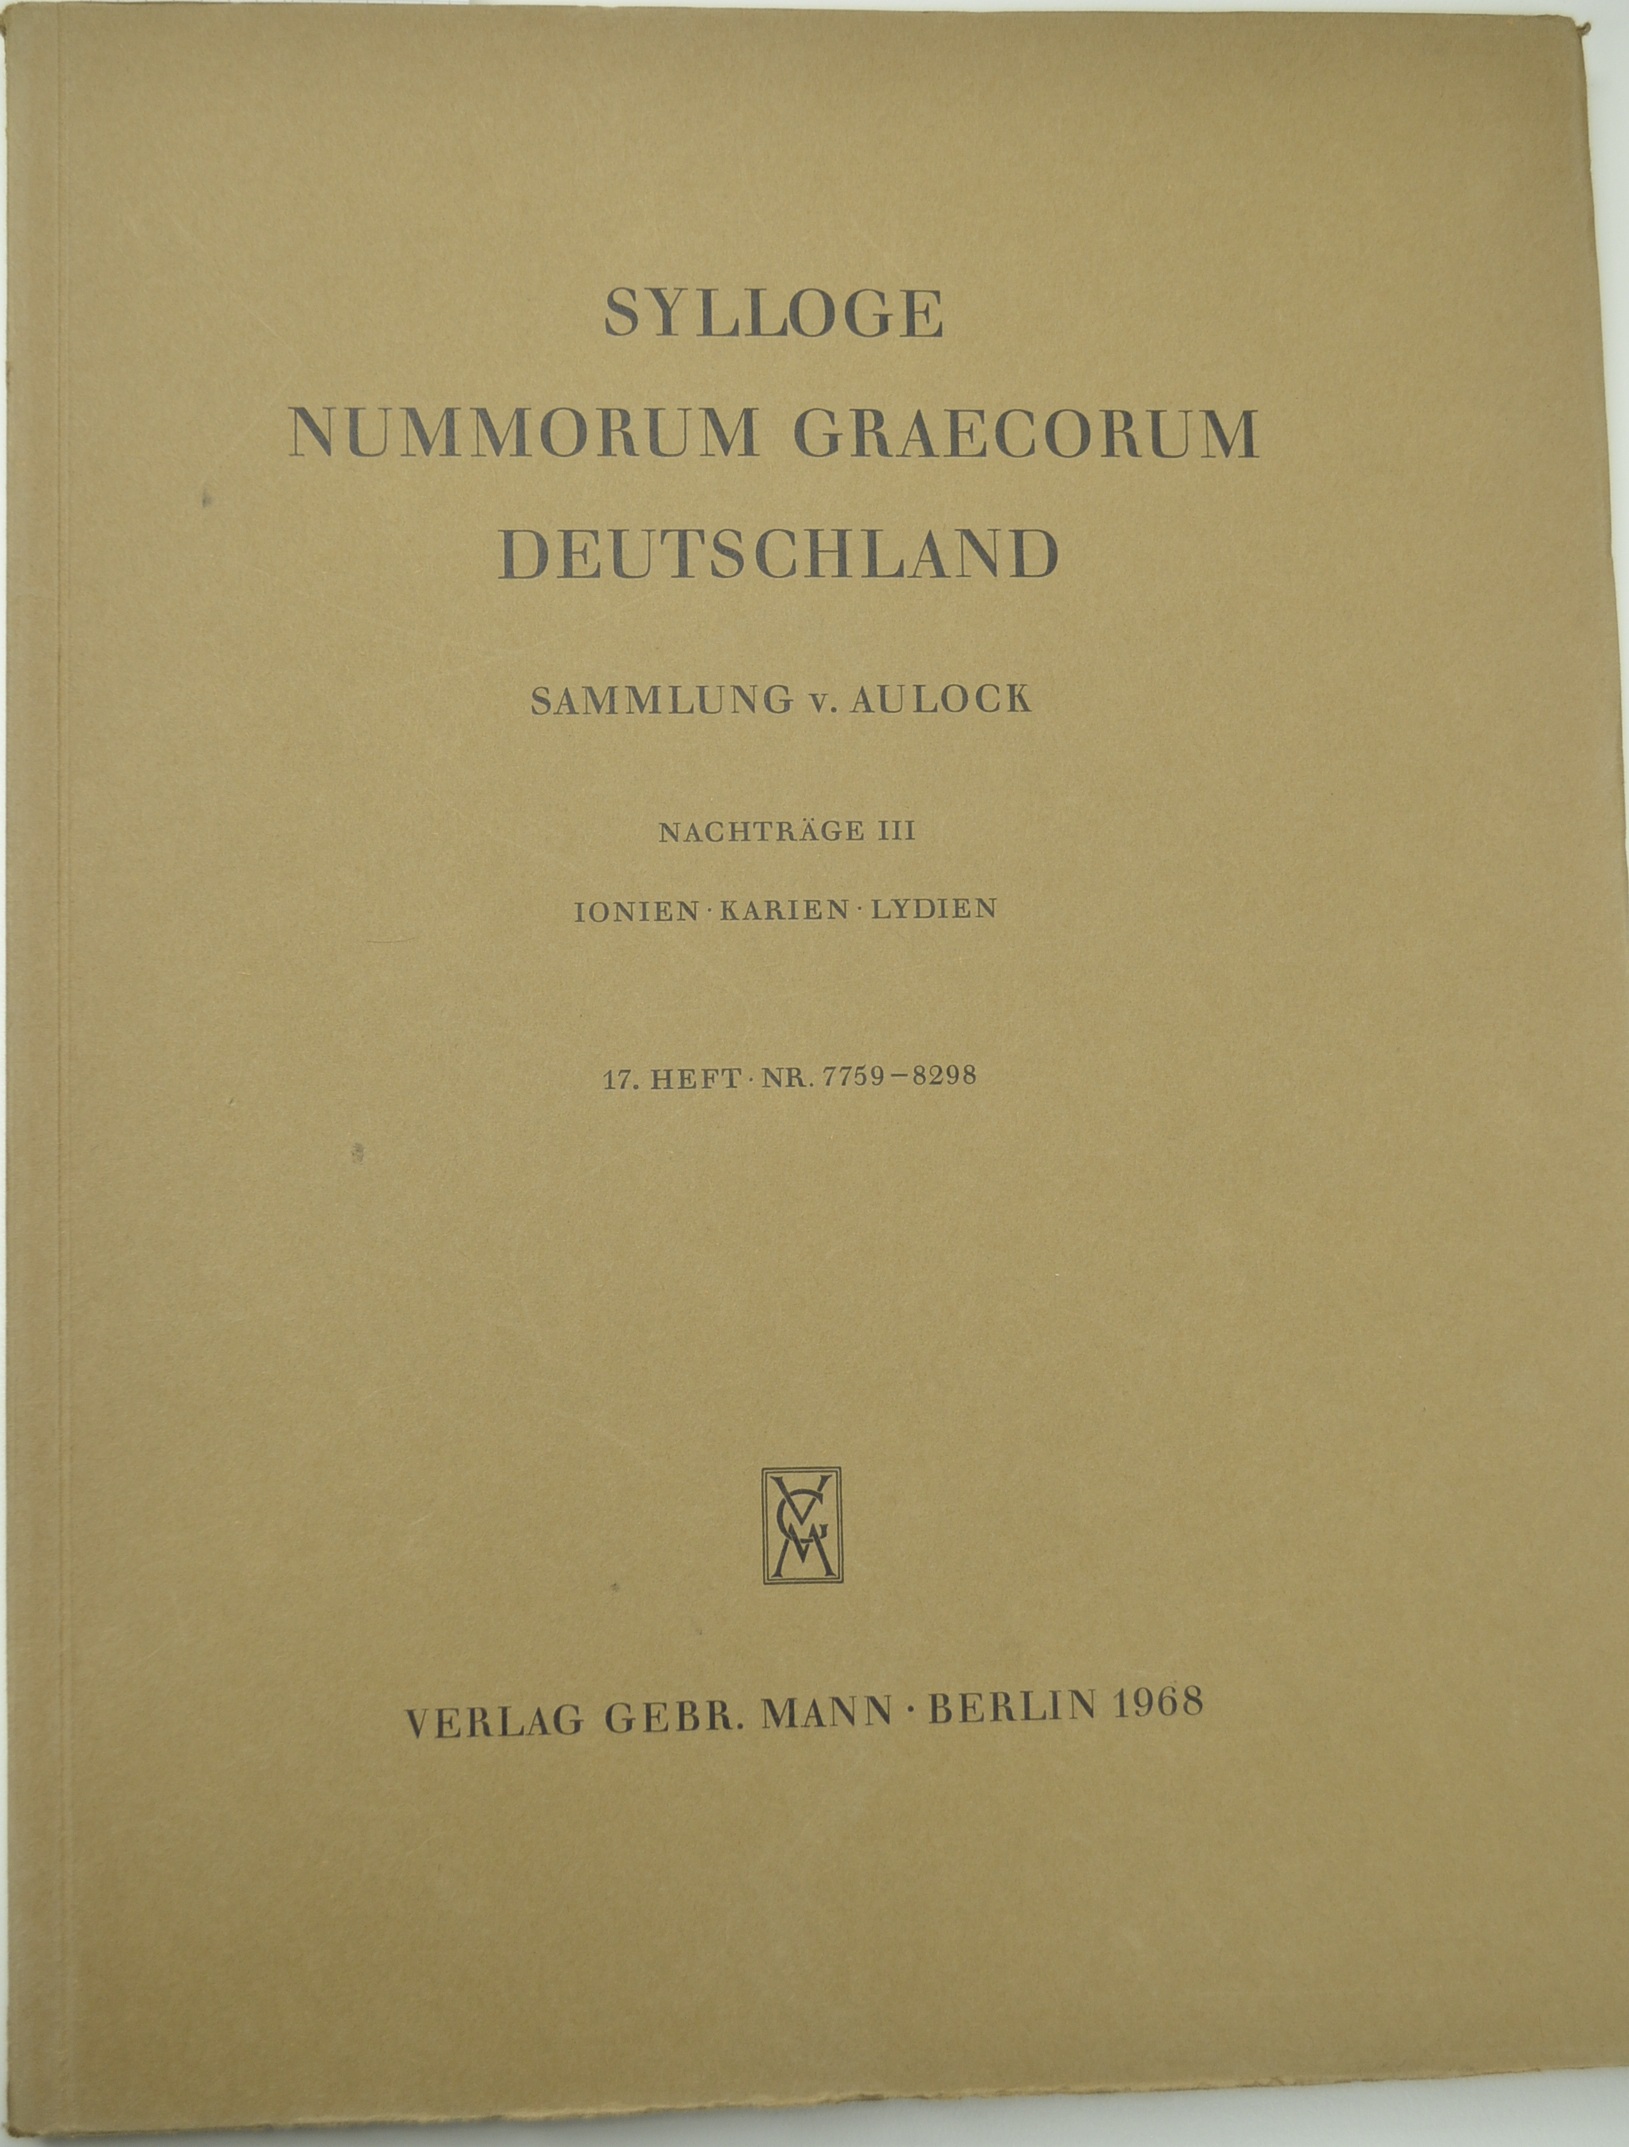 SYLLOGE
NUMMORUM GRAECORUM
DEUTSCHLAND
SAMMLUNG v. AULOCK
NACHTRÄGE III
IONIEN · KARIEN · LYDIEN
17. HEFT · NR. 7759–8298
VGM
VERLAG GEBR. MANN · BERLIN 1968